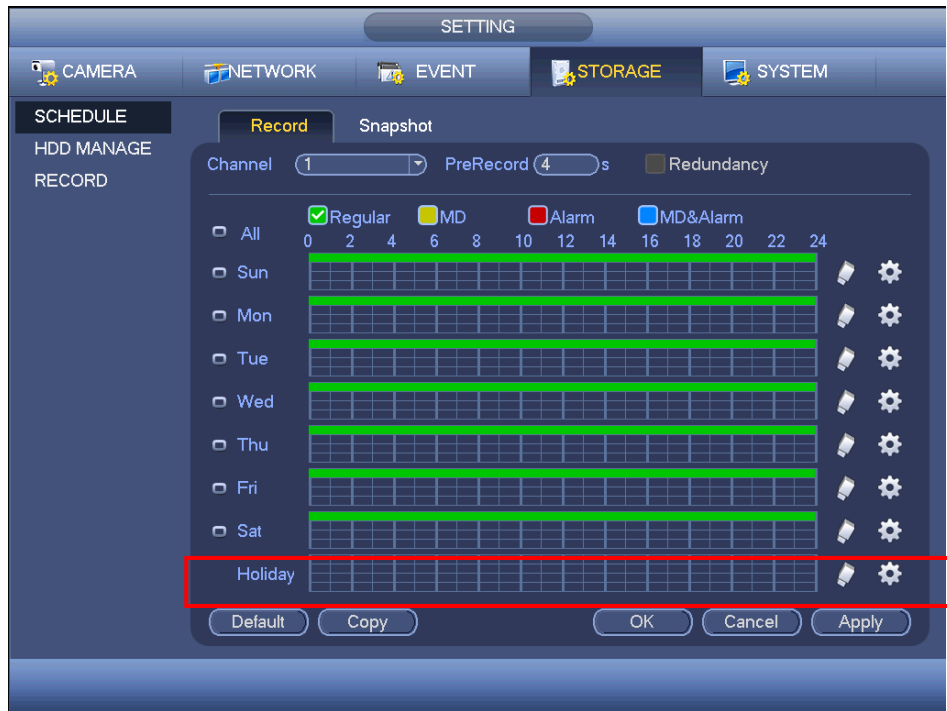 SETTING
CAMERA NETWORK EVENT STORAGE SYSTEM
SCHEDULE
HDD MANAGE
RECORD
Record Snapshot
Channel 1 PreRecord 4 s Redundancy
Regular MD Alarm MD&Alarm
All 0 2 4 6 8 10 12 14 16 18 20 22 24
Sun
Mon
Tue
Wed
Thu
Fri
Sat
Holiday
Default Copy OK Cancel Apply